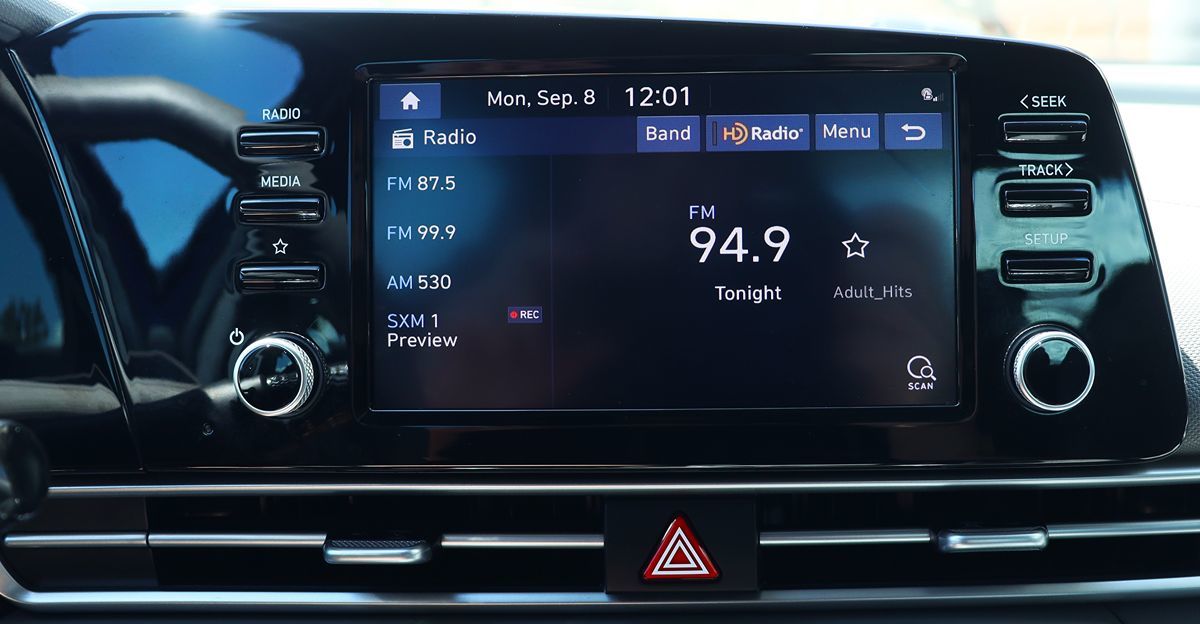 RADIO
MEDIA
Mon, Sep. 8 12:01
Radio Band HD Radio Menu
FM 87.5
FM 99.9
AM 530
SXM 1 REC
Preview
FM
94.9
Tonight Adult_Hits
SCAN
<SEEK
TRACK>
SETUP